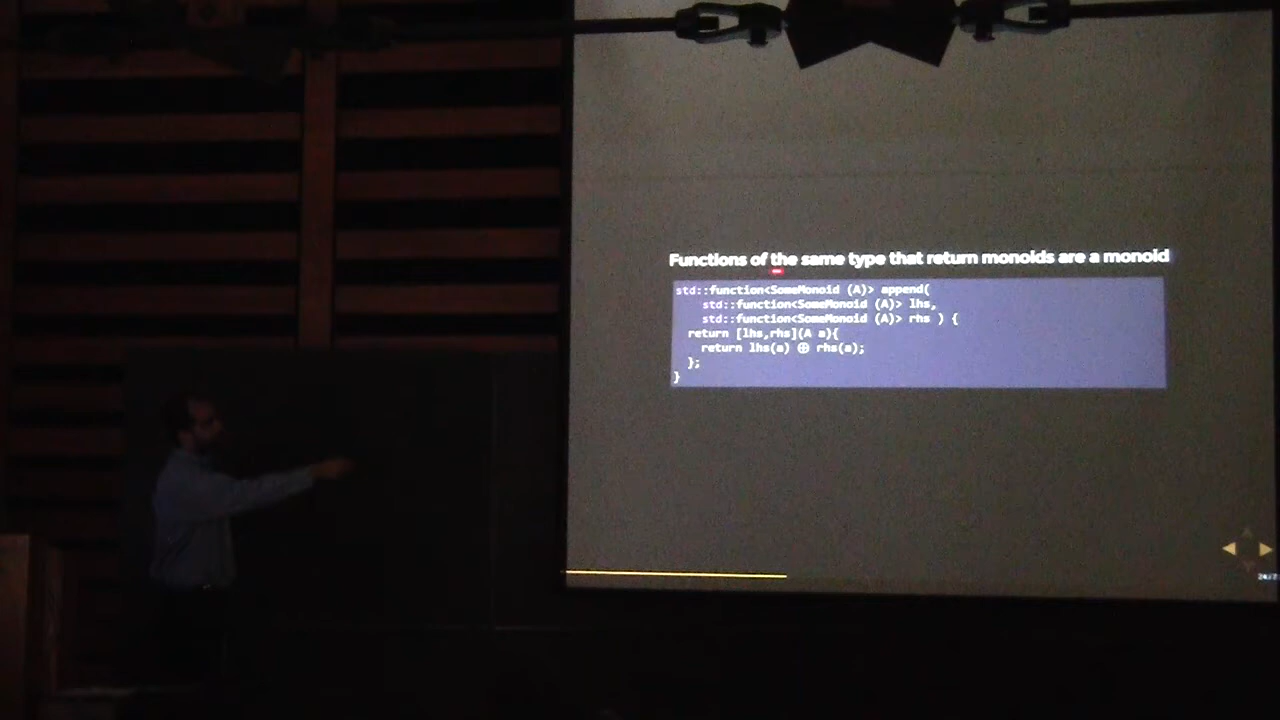 Functions of the same type that return monoids are a monoid
std::function<SomeMonoid (A)> append(
std::function<SomeMonoid (A)> lhs,
std::function<SomeMonoid (A)> rhs ) {
return [lhs,rhs](A a){
return lhs(a) ⊕ rhs(a);
};
}